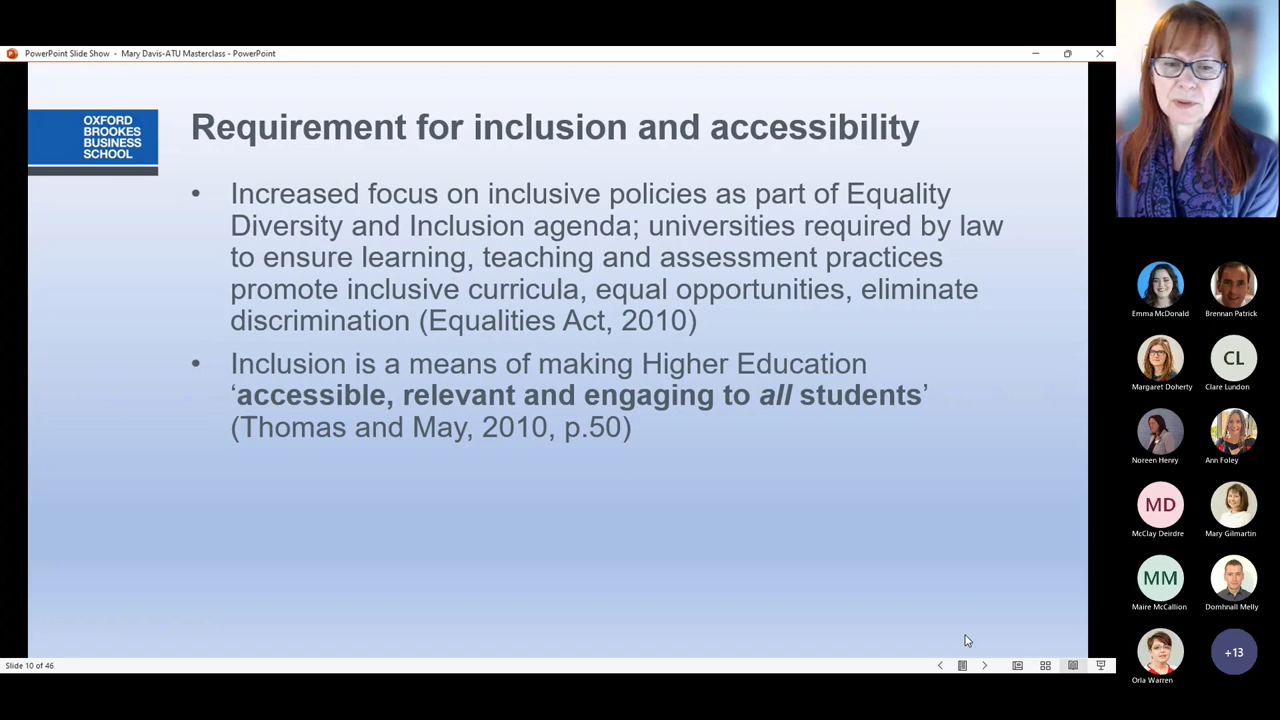 PowerPoint Slide Show - Mary Davis-ATU Masterclass - PowerPoint
OXFORD
BROOKES
BUSINESS
SCHOOL
Requirement for inclusion and accessibility
• Increased focus on inclusive policies as part of Equality
Diversity and Inclusion agenda; universities required by law
to ensure learning, teaching and assessment practices
promote inclusive curricula, equal opportunities, eliminate
discrimination (Equalities Act, 2010)
• Inclusion is a means of making Higher Education
‘accessible, relevant and engaging to all students’
(Thomas and May, 2010, p.50)
Slide 10 of 46
Emma McDonald
Brennan Patrick
CL
Margaret Doherty
Clare Lundon
Noreen Henry
Ann Foley
MD
McClay Deirdre
Mary Gilmartin
MM
Maire McCallion
Domhnall Melly
+13
Orla Warren